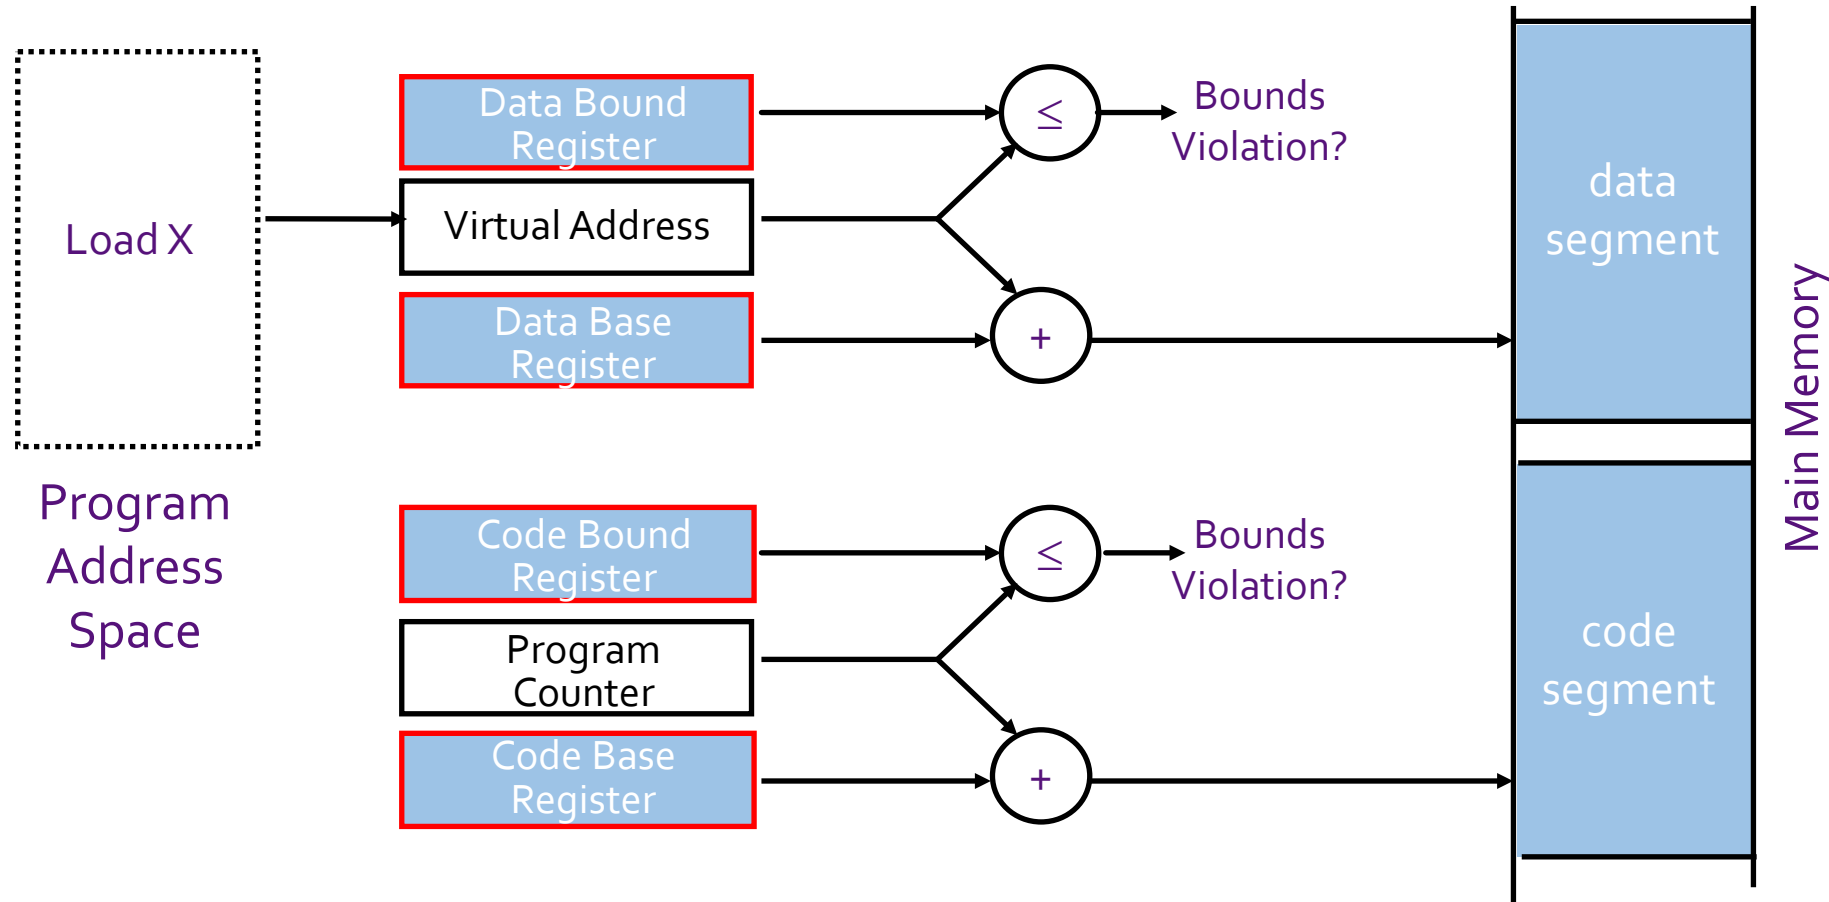 Load X
Program
Address
Space
Data Bound
Register
Virtual Address
Data Base
Register
≤
Bounds
Violation?
+
Code Bound
Register
Program
Counter
Code Base
Register
≤
Bounds
Violation?
+
data
segment
code
segment
Main Memory